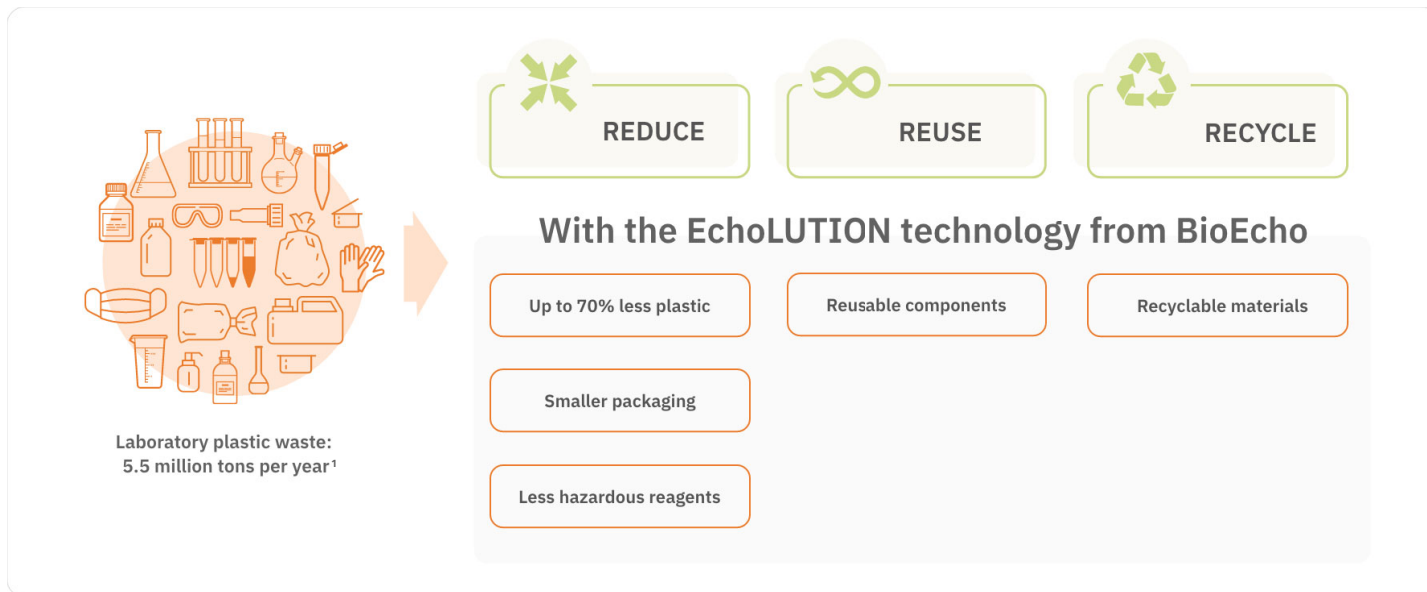 REDUCE
REUSE
RECYCLE
With the EchoLUTION technology from BioEcho
Up to 70% less plastic
Reusable components
Recyclable materials
Smaller packaging
Less hazardous reagents
Laboratory plastic waste:
5.5 million tons per year¹